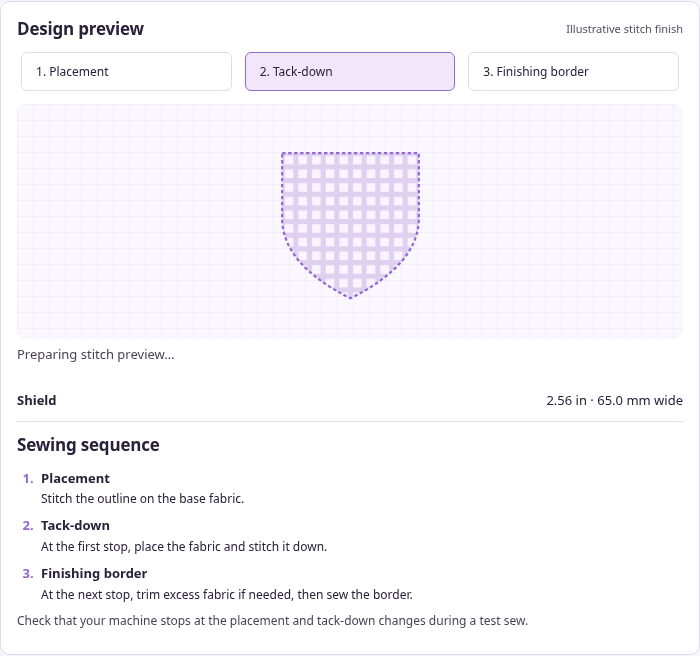 Design preview
Illustrative stitch finish
1. Placement
2. Tack-down
3. Finishing border
Preparing stitch preview...
Shield
2.56 in · 65.0 mm wide
Sewing sequence
1. Placement
Stitch the outline on the base fabric.
2. Tack-down
At the first stop, place the fabric and stitch it down.
3. Finishing border
At the next stop, trim excess fabric if needed, then sew the border.
Check that your machine stops at the placement and tack-down changes during a test sew.